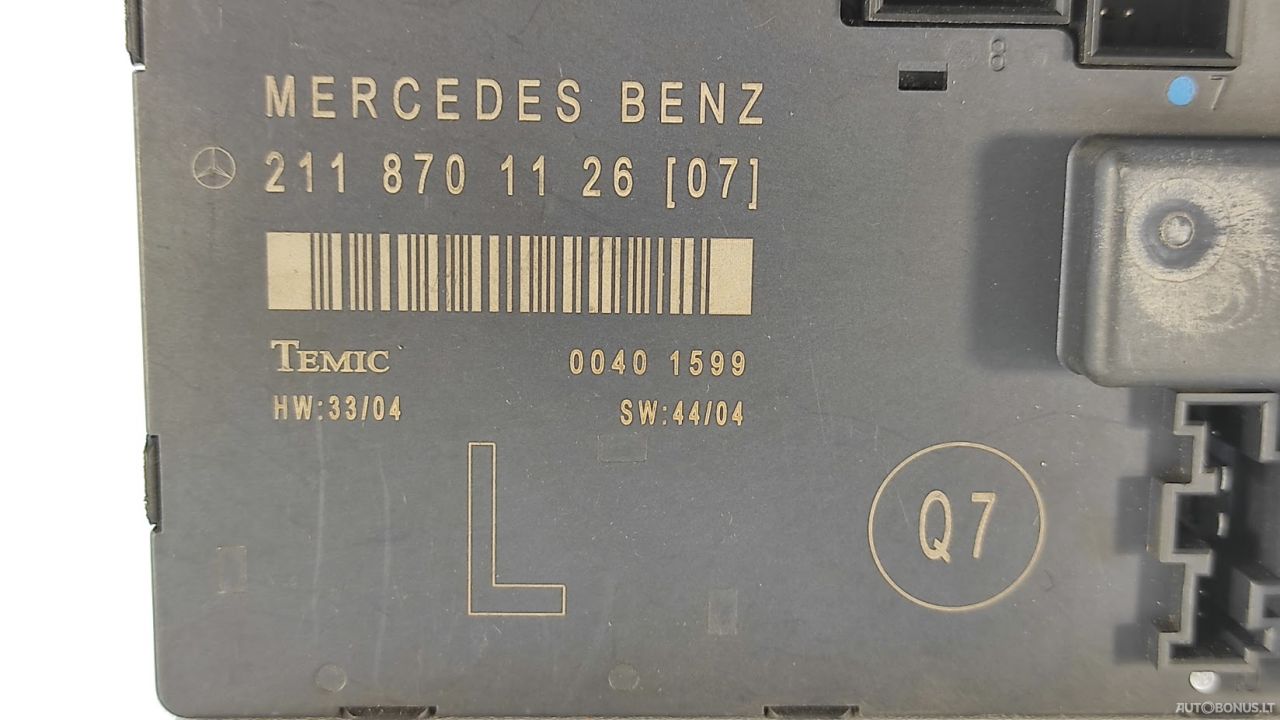 8
7
MERCEDES BENZ
211 870 11 26 [07]
TEMIC 0040 1599
HW:33/04 SW:44/04
L
Q7
AUTOBONUS.LT